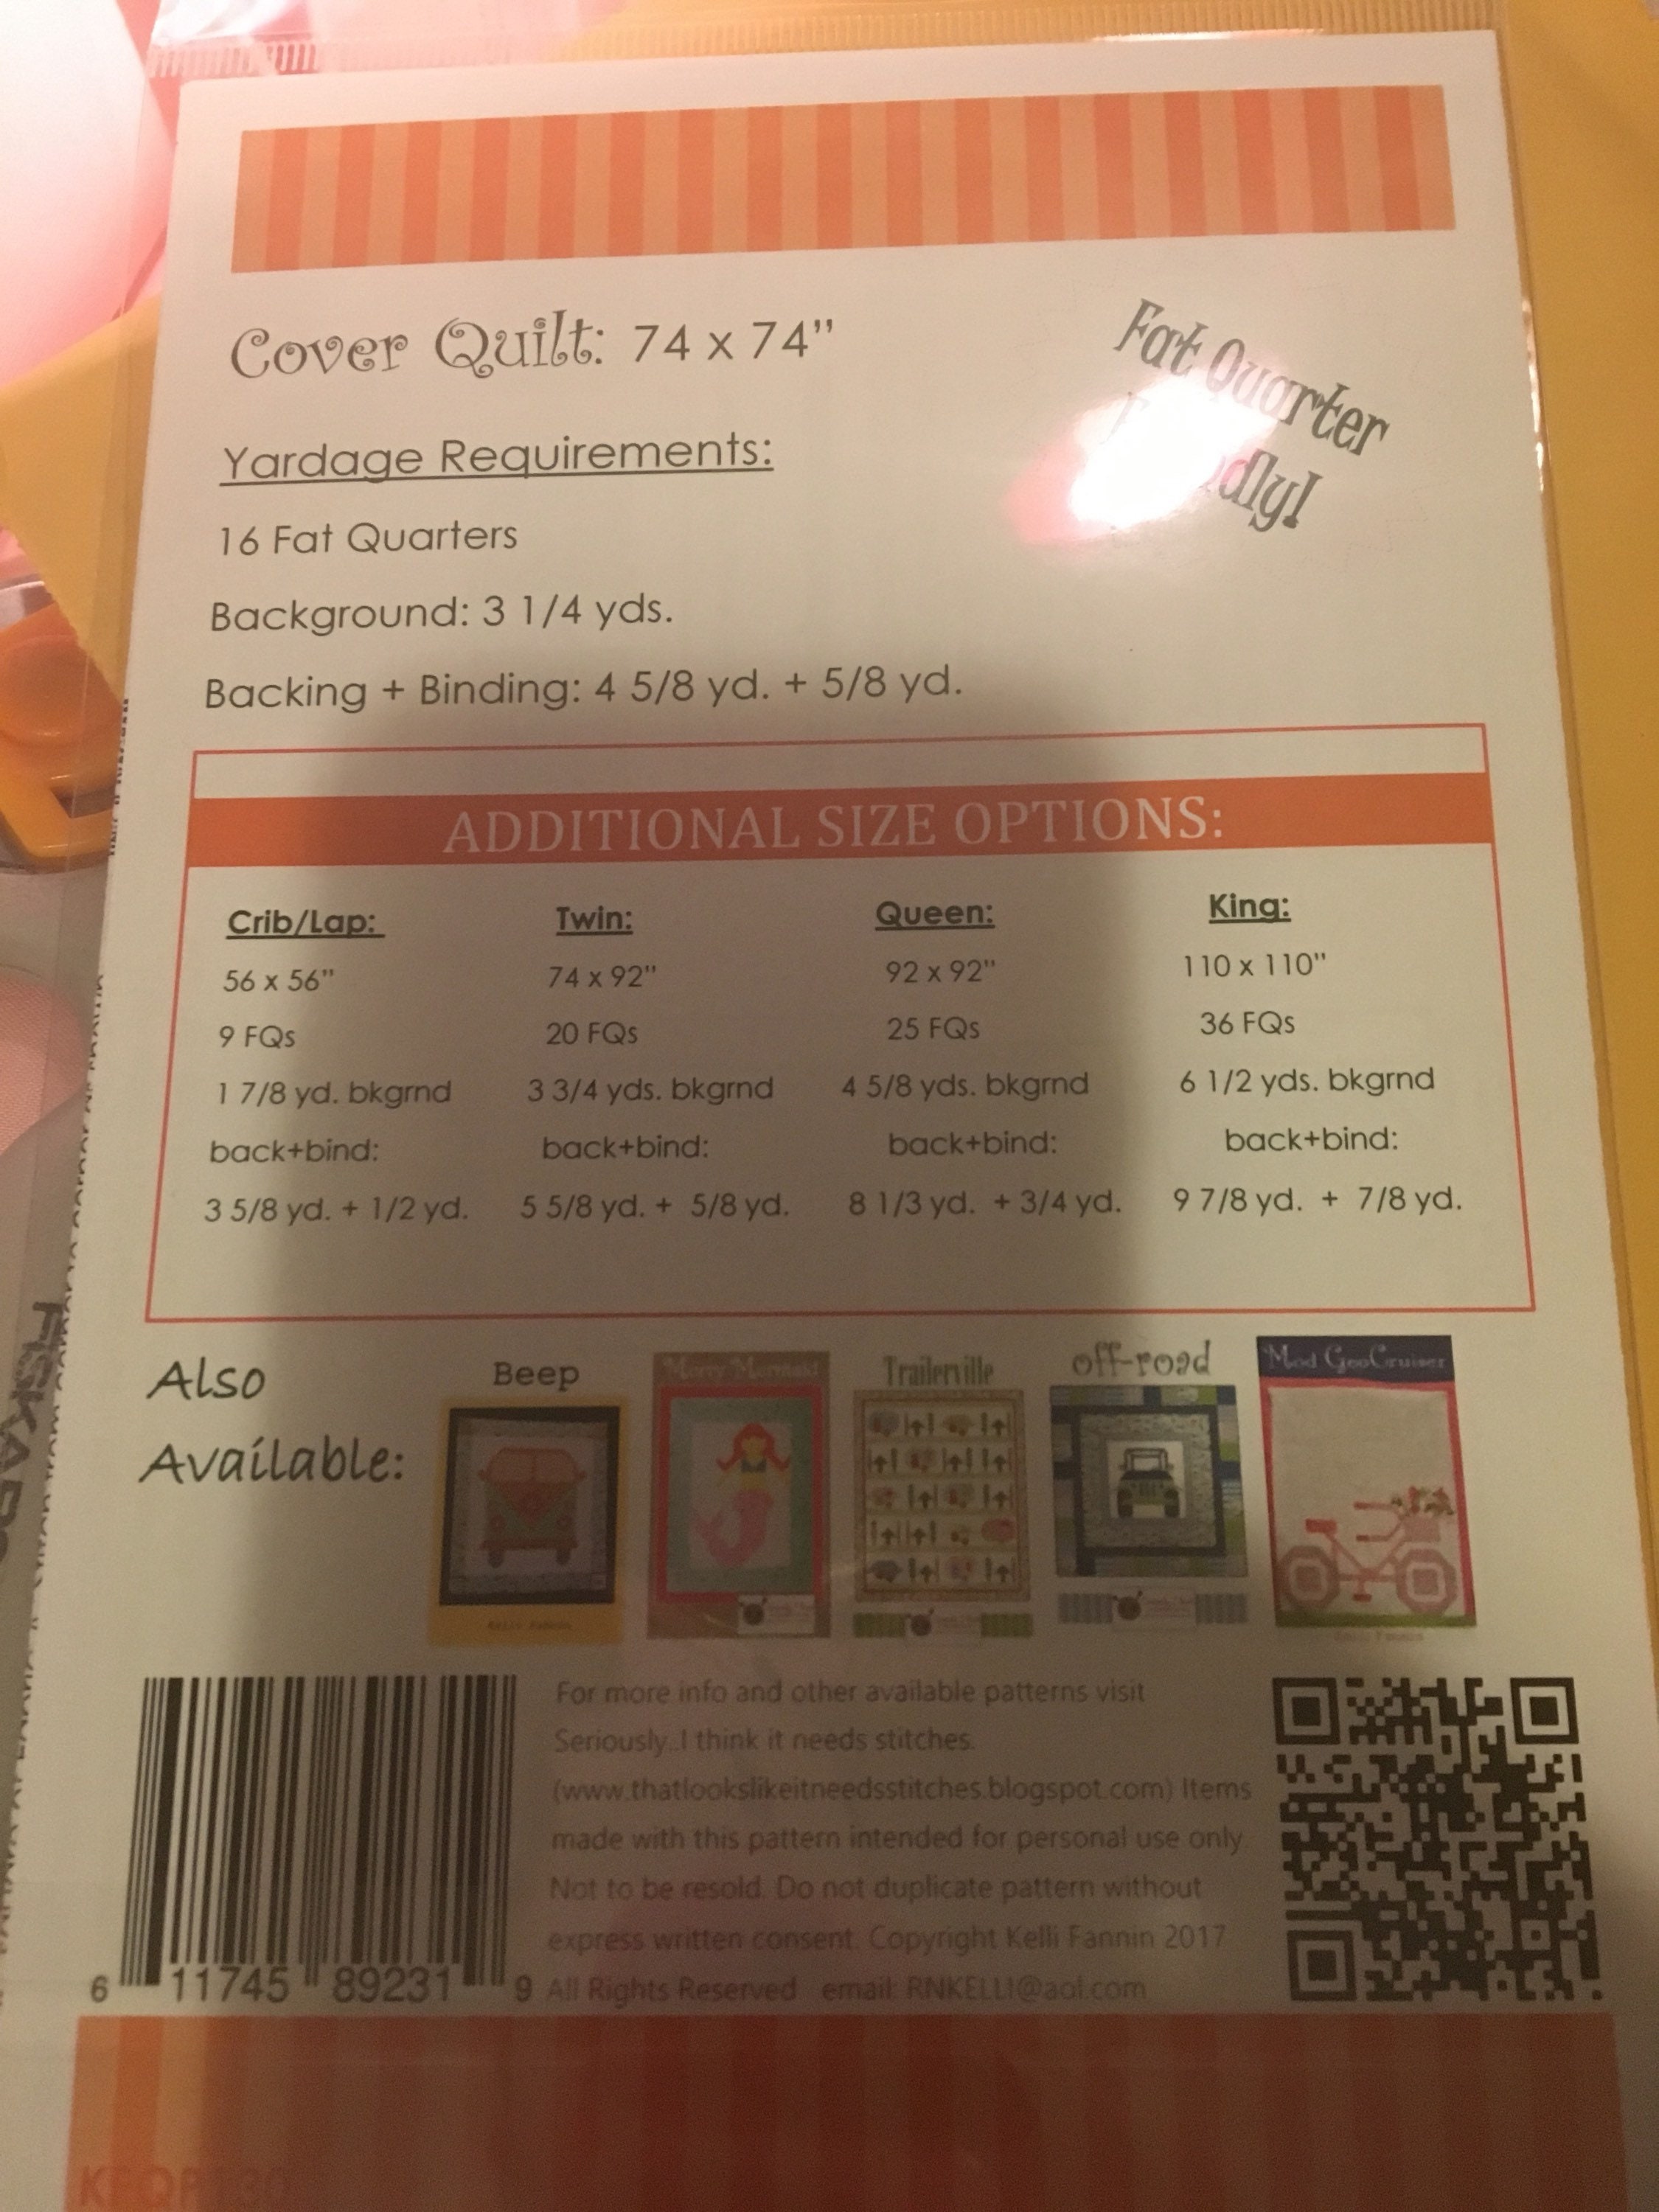 Cover Quilt: 74 x 74"
Fat Quarter
Yardage Requirements:
16 Fat Quarters
Background: 3 1/4 yds.
Backing + Binding: 4 5/8 yd. + 5/8 yd.
ADDITIONAL SIZE OPTIONS:
Crib/Lap:
56 x 56"
9 FQs
1 7/8 yd. bkgrnd
back+bind:
3 5/8 yd. + 1/2 yd.
Twin:
74 x 92"
20 FQs
3 3/4 yds. bkgrnd
back+bind:
5 5/8 yd. + 5/8 yd.
Queen:
92 x 92"
25 FQs
4 5/8 yds. bkgrnd
back+bind:
8 1/3 yd. + 3/4 yd.
King:
110 x 110"
36 FQs
6 1/2 yds. bkgrnd
back+bind:
9 7/8 yd. + 7/8 yd.
Also
Available:
Beep
Merry Mermaid
Trailerville
off-road
Mod GeoCruiser
For more info and other available patterns visit
Seriously..I think it needs stitches.
(www.thatlookslikeitneedsstitches.blogspot.com) Items
made with this pattern intended for personal use only.
Not to be resold. Do not duplicate pattern without
express written consent. Copyright Kelli Fannin 2017
All Rights Reserved email: RNKELLI@aol.com
6 11745 89231 9